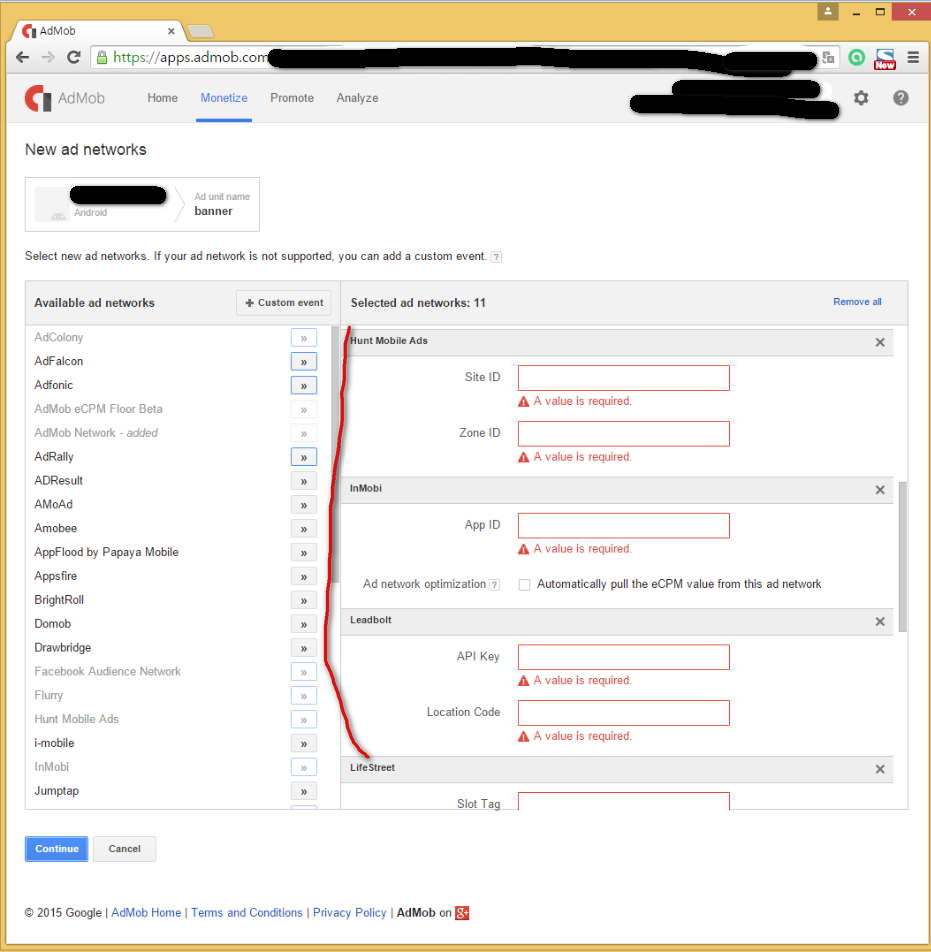 AdMob
https://apps.admob.com
New
AdMob Home Monetize Promote Analyze
New ad networks
Android
Ad unit name
banner
Select new ad networks. If your ad network is not supported, you can add a custom event. ?
Available ad networks + Custom event
AdColony »
AdFalcon »
Adfonic »
AdMob eCPM Floor Beta »
AdMob Network - added »
AdRally »
ADResult »
AMoAd »
Amobee »
AppFlood by Papaya Mobile »
Appsfire »
BrightRoll »
Domob »
Drawbridge »
Facebook Audience Network »
Flurry »
Hunt Mobile Ads »
i-mobile »
InMobi »
Jumptap »
Selected ad networks: 11 Remove all
Hunt Mobile Ads
Site ID
A value is required.
Zone ID
A value is required.
InMobi
App ID
A value is required.
Ad network optimization ? Automatically pull the eCPM value from this ad network
Leadbolt
API Key
A value is required.
Location Code
A value is required.
LifeStreet
Slot Tag
Continue Cancel
© 2015 Google | AdMob Home | Terms and Conditions | Privacy Policy | AdMob on g+